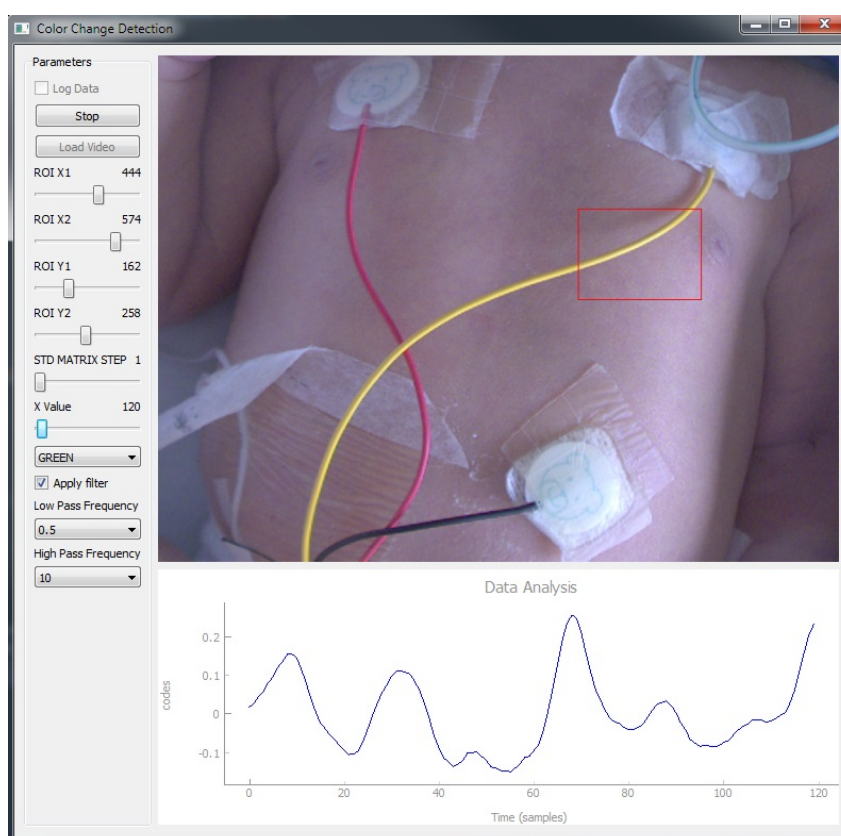 Color Change Detection
Parameters
Log Data
Stop
Load Video
ROI X1 444
ROI X2 574
ROI Y1 162
ROI Y2 258
STD MATRIX STEP 1
X Value 120
GREEN
Apply filter
Low Pass Frequency
0.5
High Pass Frequency
10
Data Analysis
codes
0.2
0.1
0
-0.1
0 20 40 60 80 100 120
Time (samples)